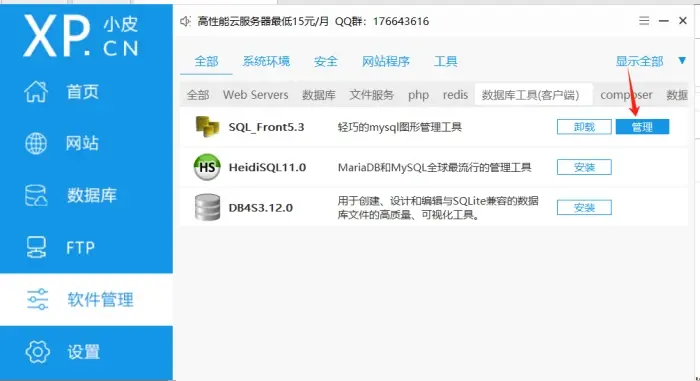 XP.小皮
.CN
高性能云服务器最低15元/月 QQ群：176643616
首页
网站
数据库
FTP
软件管理
设置
全部 系统环境 安全 网站程序 工具 显示全部
全部 Web Servers 数据库 文件服务 php redis 数据库工具(客户端) composer 数据
SQL_Front5.3 轻巧的mysql图形管理工具 卸载 管理
HS HeidiSQL11.0 MariaDB和MySQL全球最流行的管理工具 安装
DB4S3.12.0 用于创建、设计和编辑与SQLite兼容的数据 安装
库文件的高质量、可视化工具。